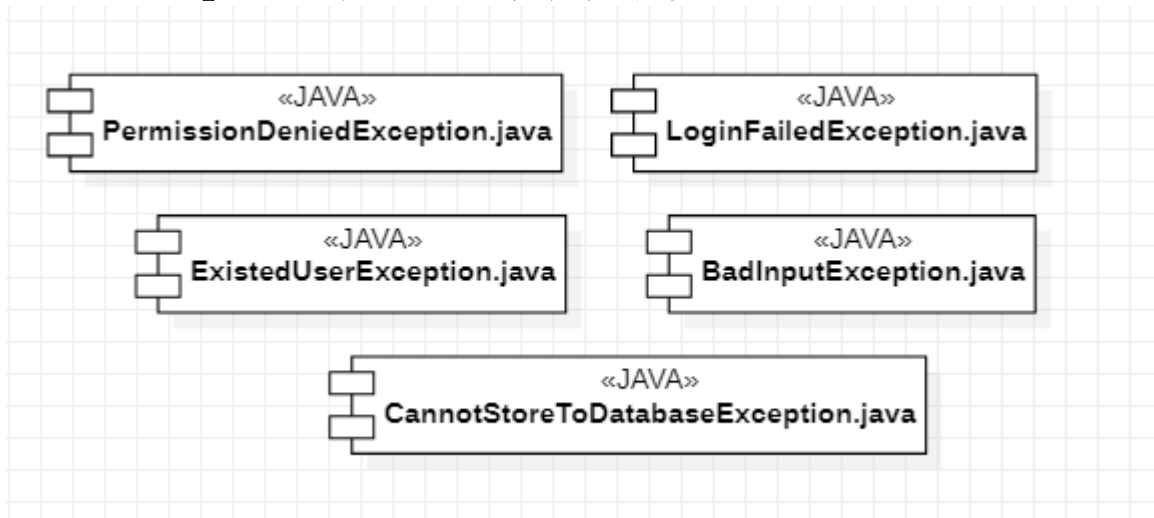 «JAVA»
PermissionDeniedException.java
«JAVA»
LoginFailedException.java
«JAVA»
ExistedUserException.java
«JAVA»
BadInputException.java
«JAVA»
CannotStoreToDatabaseException.java